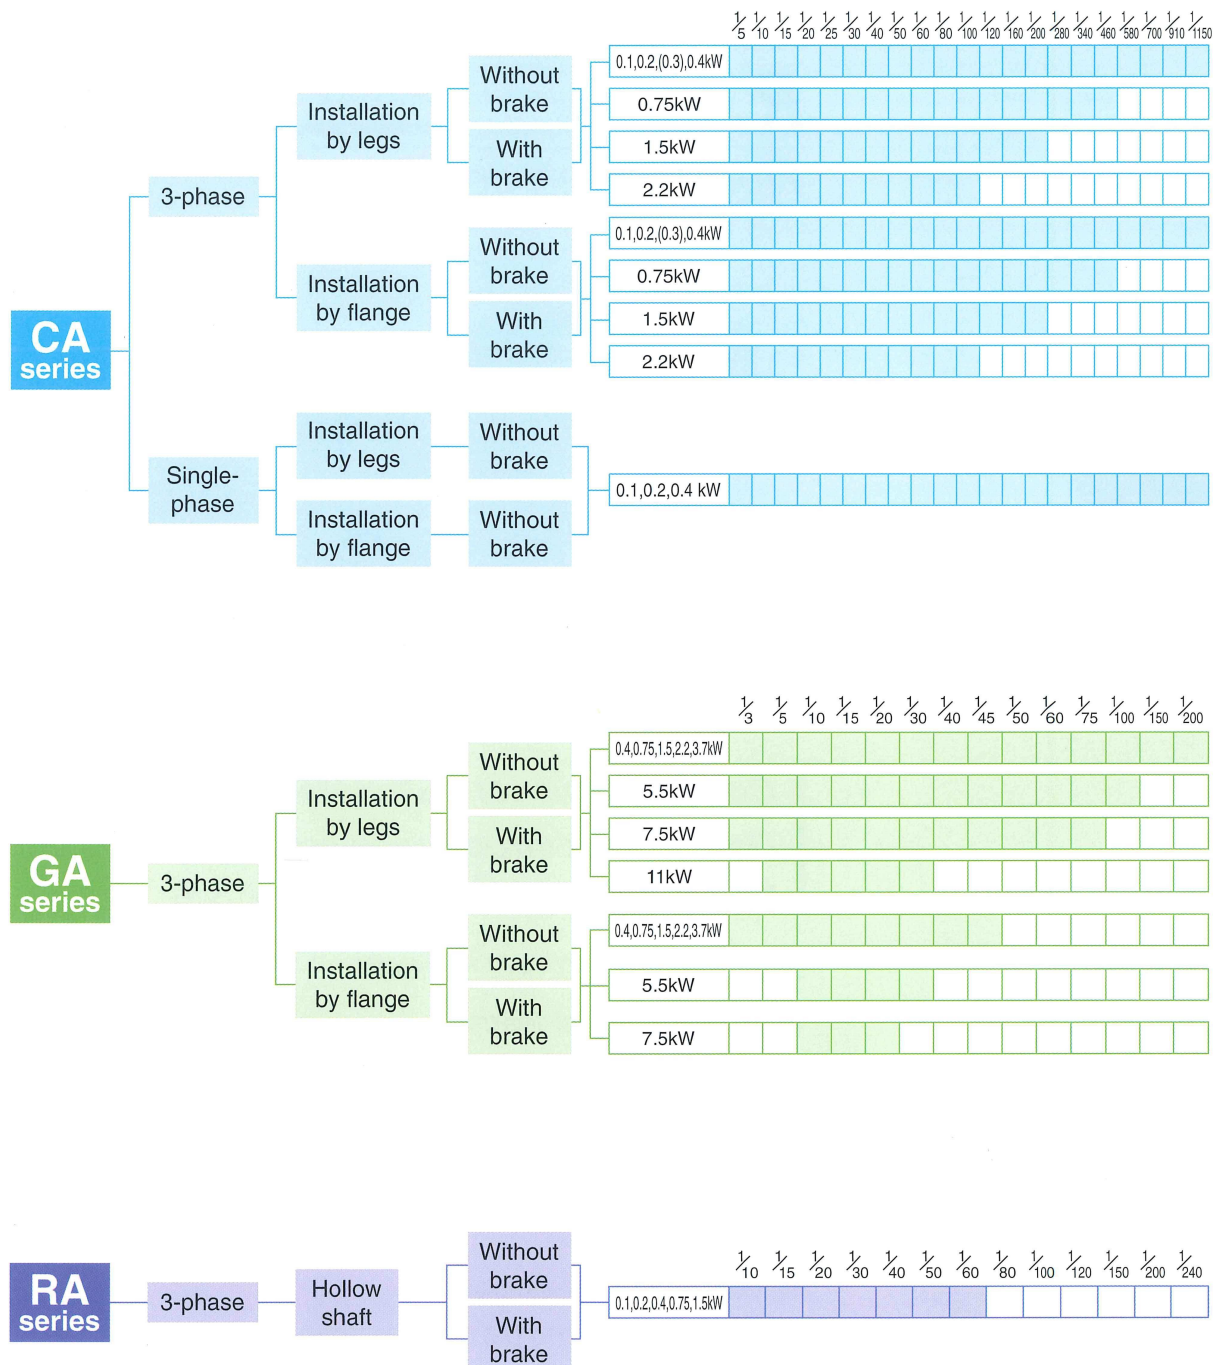 1/5 1/10 1/15 1/20 1/25 1/30 1/40 1/50 1/60 1/80 1/100 1/120 1/160 1/200 1/280 1/340 1/460 1/580 1/700 1/910 1/1150
CA
series
3-phase
Installation
by legs
Without
brake
With
brake
0.1,0.2,(0.3),0.4kW
0.75kW
1.5kW
2.2kW
Installation
by flange
Without
brake
With
brake
0.1,0.2,(0.3),0.4kW
0.75kW
1.5kW
2.2kW
Single-
phase
Installation
by legs
Without
brake
Installation
by flange
Without
brake
0.1,0.2,0.4 kW
1/3 1/5 1/10 1/15 1/20 1/30 1/40 1/45 1/50 1/60 1/75 1/100 1/150 1/200
GA
series
3-phase
Installation
by legs
Without
brake
With
brake
0.4,0.75,1.5,2.2,3.7kW
5.5kW
7.5kW
11kW
Installation
by flange
Without
brake
With
brake
0.4,0.75,1.5,2.2,3.7kW
5.5kW
7.5kW
1/10 1/15 1/20 1/30 1/40 1/50 1/60 1/80 1/100 1/120 1/150 1/200 1/240
RA
series
3-phase
Hollow
shaft
Without
brake
With
brake
0.1,0.2,0.4,0.75,1.5kW